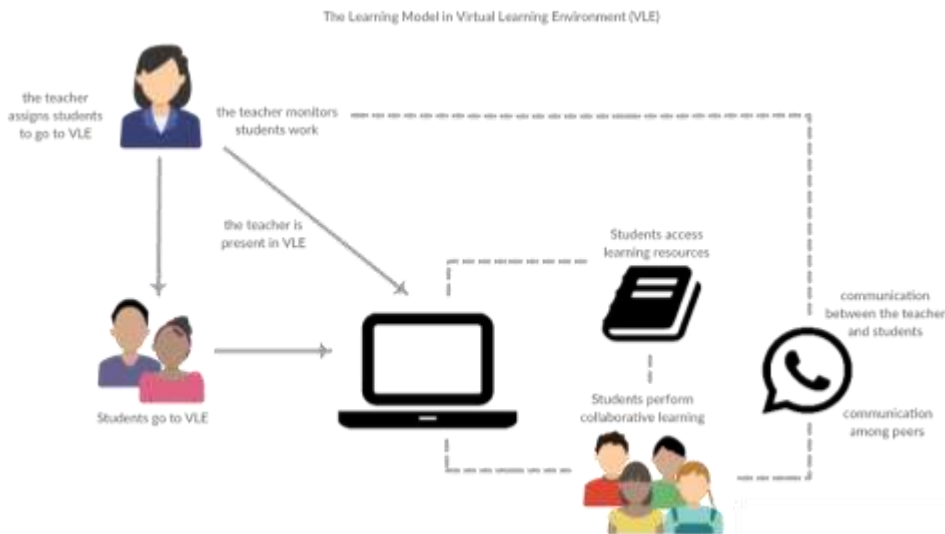 The Learning Model in Virtual Learning Environment (VLE)
the teacher
assigns students
to go to VLE
the teacher monitors
students work
the teacher is
present in VLE
Students access
learning resources
communication
between the teacher
and students
Students go to VLE
Students perform
collaborative learning
communication
among peers